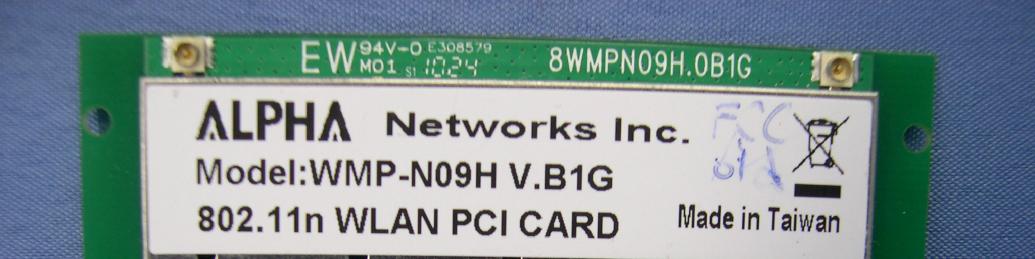 EW 94V-0 E308579 8WMPN09H.0B1G
M01 S1 1024
ALPHA Networks Inc.
FCC
Model:WMP-N09H V.B1G
802.11n WLAN PCI CARD
Made in Taiwan